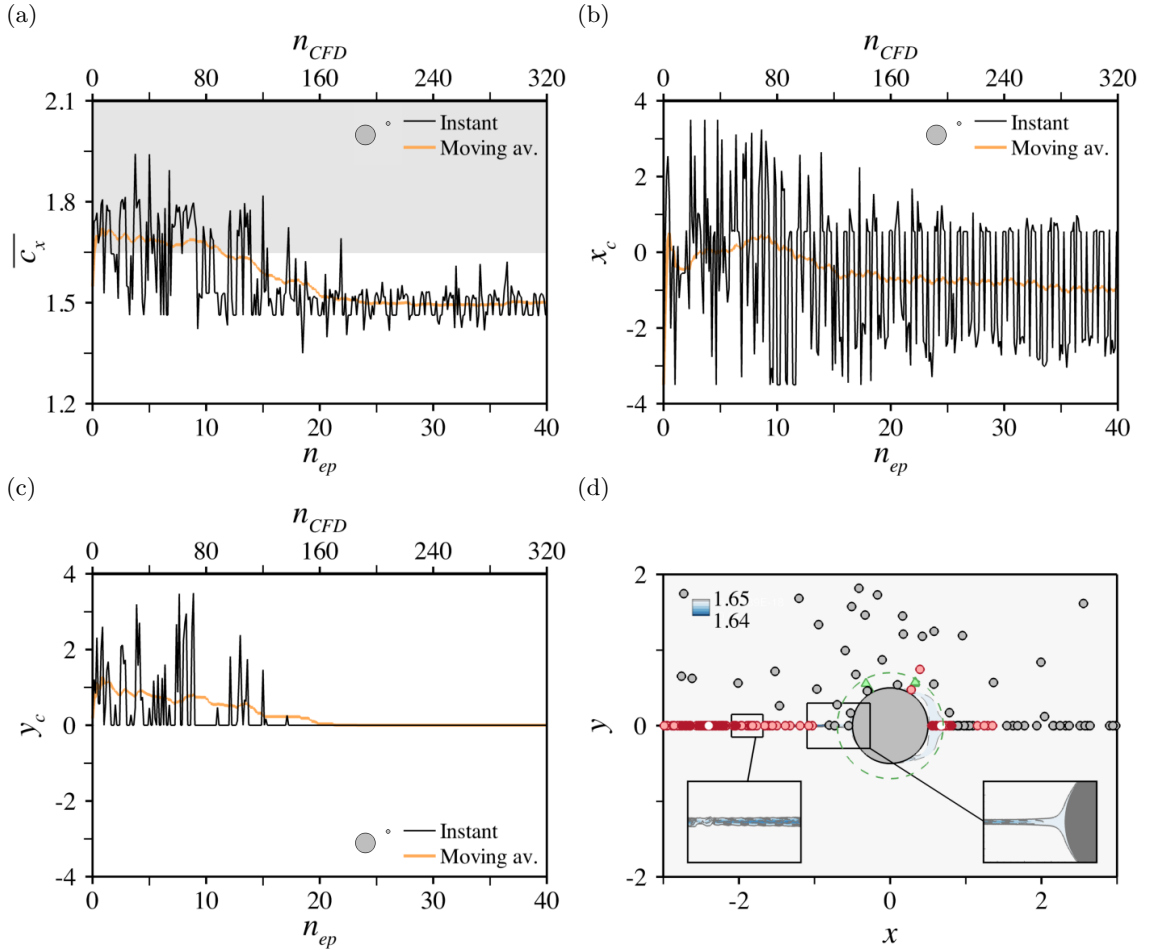 (a)
n_CFD
0 80 160 240 320
2.1
1.8
1.5
1.2
c_x
Instant
Moving av.
0 10 20 30 40
n_ep
(b)
n_CFD
0 80 160 240 320
4
2
0
-2
-4
x_c
Instant
Moving av.
0 10 20 30 40
n_ep
(c)
n_CFD
0 80 160 240 320
4
2
0
-2
-4
y_c
Instant
Moving av.
0 10 20 30 40
n_ep
(d)
2
0
-2
y
1.65
1.64
-2 0 2
x